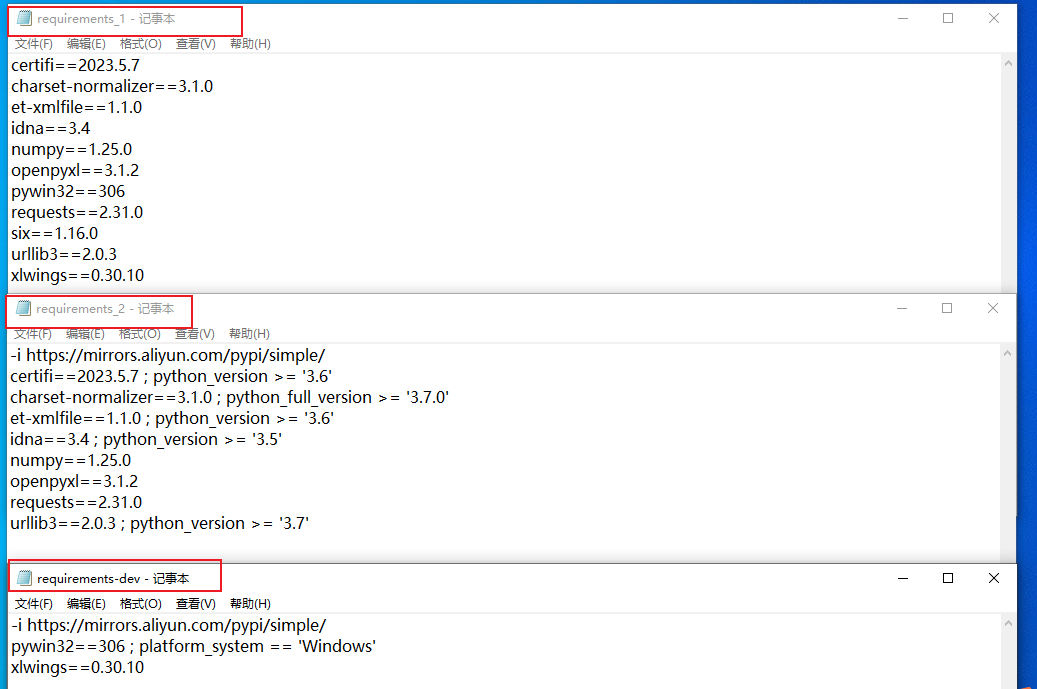 requirements_1 - 记事本
文件(F) 编辑(E) 格式(O) 查看(V) 帮助(H)
certifi==2023.5.7
charset-normalizer==3.1.0
et-xmlfile==1.1.0
idna==3.4
numpy==1.25.0
openpyxl==3.1.2
pywin32==306
requests==2.31.0
six==1.16.0
urllib3==2.0.3
xlwings==0.30.10
requirements_2 - 记事本
文件(F) 编辑(E) 格式(O) 查看(V) 帮助(H)
-i https://mirrors.aliyun.com/pypi/simple/
certifi==2023.5.7 ; python_version >= '3.6'
charset-normalizer==3.1.0 ; python_full_version >= '3.7.0'
et-xmlfile==1.1.0 ; python_version >= '3.6'
idna==3.4 ; python_version >= '3.5'
numpy==1.25.0
openpyxl==3.1.2
requests==2.31.0
urllib3==2.0.3 ; python_version >= '3.7'
requirements-dev - 记事本
文件(F) 编辑(E) 格式(O) 查看(V) 帮助(H)
-i https://mirrors.aliyun.com/pypi/simple/
pywin32==306 ; platform_system == 'Windows'
xlwings==0.30.10